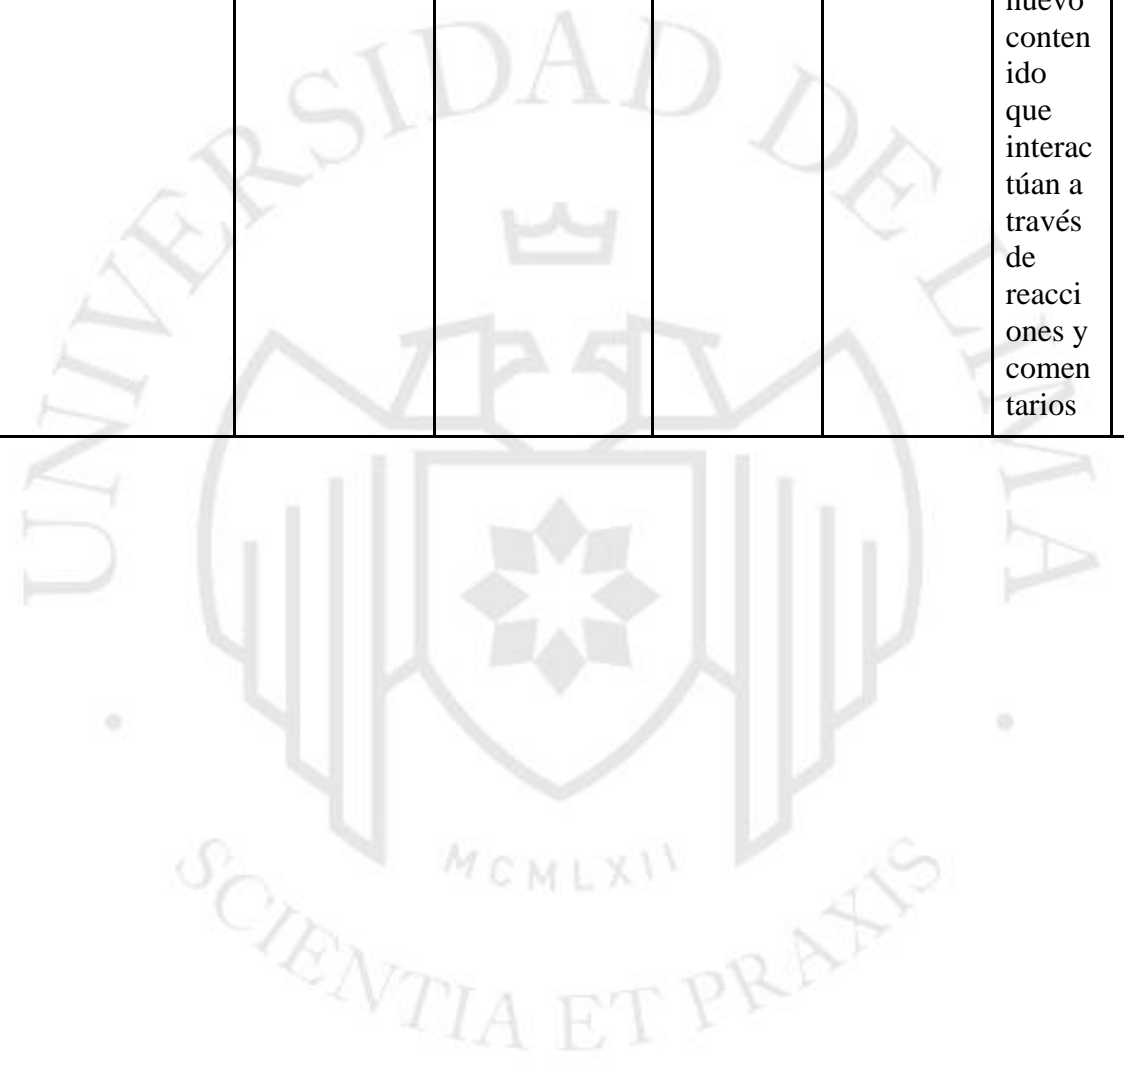 nuevo
conten
ido
que
interac
túan a
través
de
reacci
ones y
comen
tarios
UNIVERSIDAD DE LIMA
MCMLXII
SCIENTIA ET PRAXIS